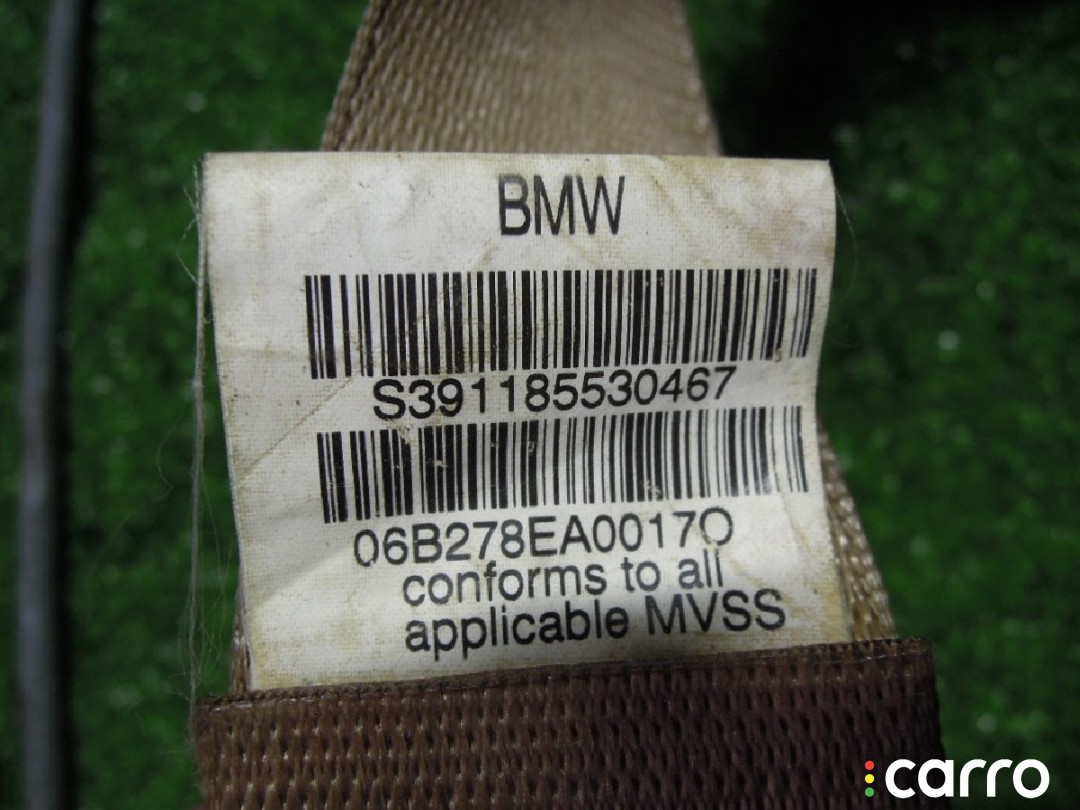 BMW
S391185530467
06B278EA0017O
conforms to all
applicable MVSS
carro